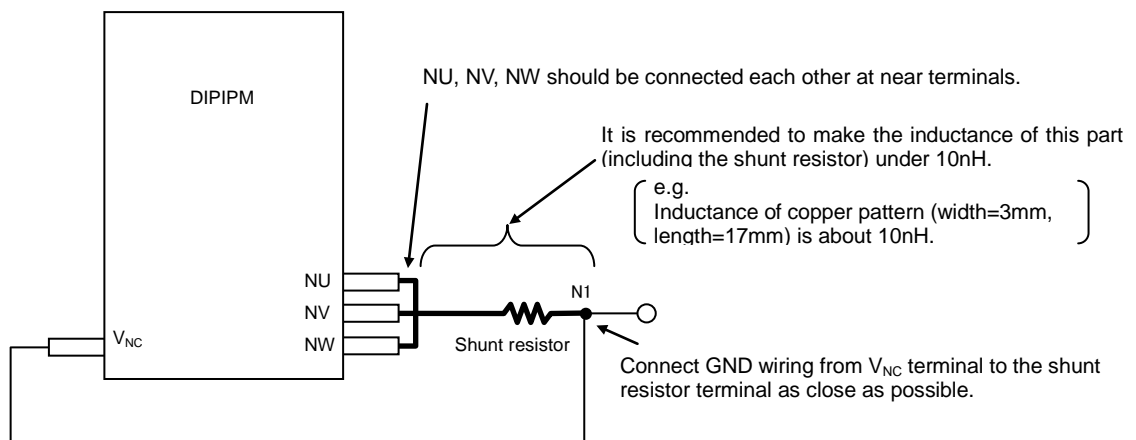 NU, NV, NW should be connected each other at near terminals.
DIPIPM
It is recommended to make the inductance of this part
(including the shunt resistor) under 10nH.
e.g.
Inductance of copper pattern (width=3mm,
length=17mm) is about 10nH.
NU
N1
NV
VNC
NW
Shunt resistor
Connect GND wiring from VNC terminal to the shunt
resistor terminal as close as possible.